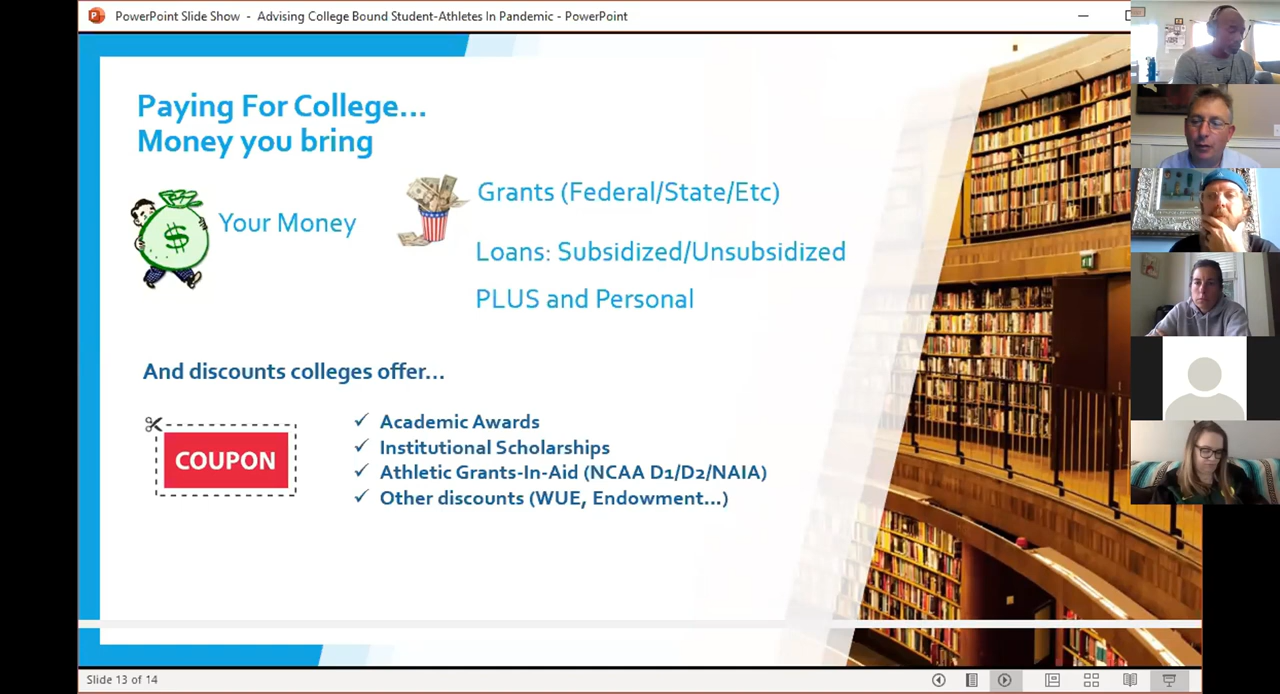 PowerPoint Slide Show - Advising College Bound Student-Athletes In Pandemic - PowerPoint
Paying For College...
Money you bring
Your Money
Grants (Federal/State/Etc)
Loans: Subsidized/Unsubsidized
PLUS and Personal
And discounts colleges offer...
COUPON
✓ Academic Awards
✓ Institutional Scholarships
✓ Athletic Grants-In-Aid (NCAA D1/D2/NAIA)
✓ Other discounts (WUE, Endowment...)
Slide 13 of 14